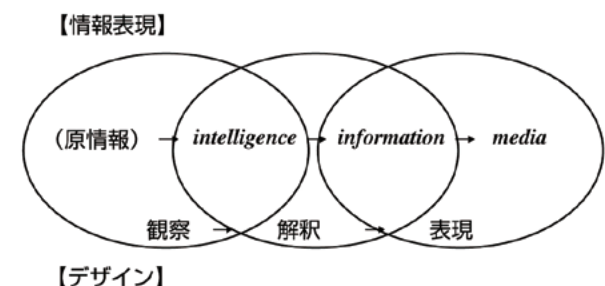 【情報表現】
(原情報) → intelligence → information → media
観察 → 解釈 → 表現
【デザイン】